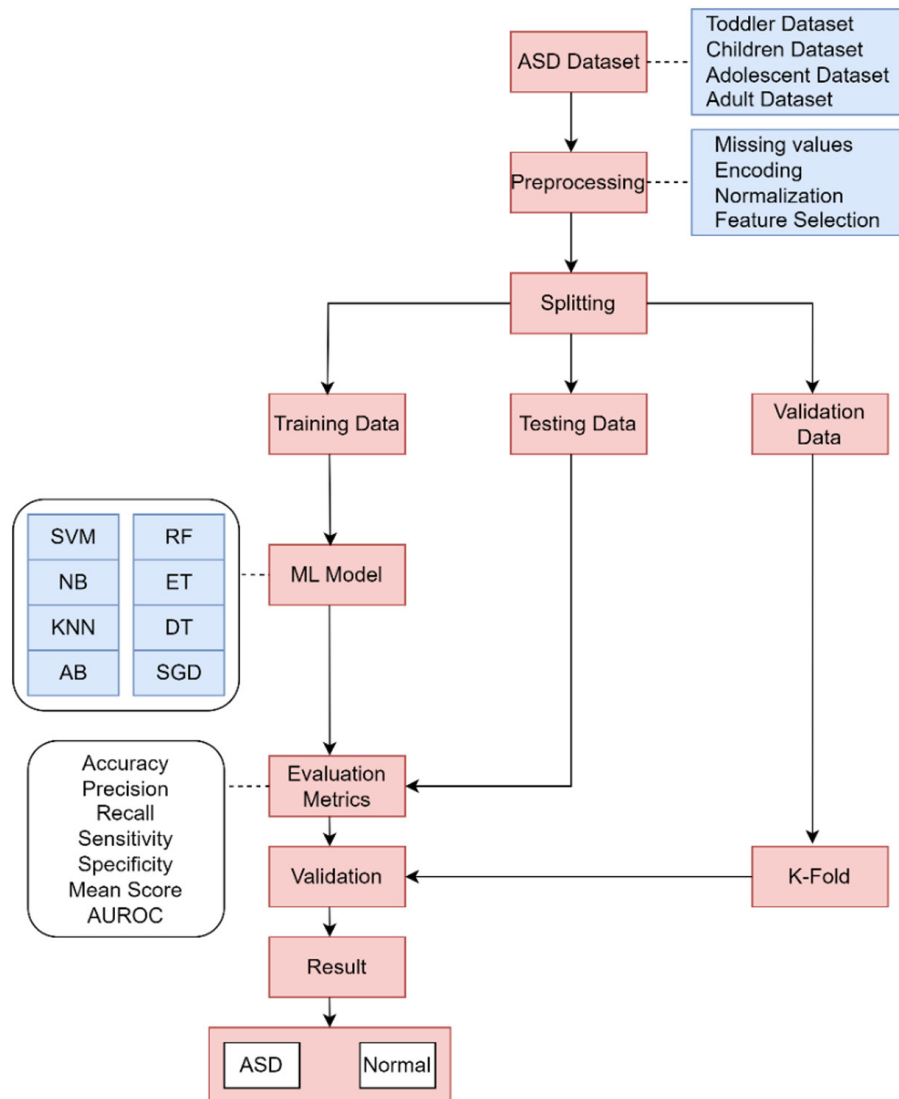 ASD Dataset
Toddler Dataset
Children Dataset
Adolescent Dataset
Adult Dataset
Preprocessing
Missing values
Encoding
Normalization
Feature Selection
Splitting
Training Data
Testing Data
Validation
Data
SVM
NB
KNN
AB
RF
ET
DT
SGD
ML Model
Accuracy
Precision
Recall
Sensitivity
Specificity
Mean Score
AUROC
Evaluation
Metrics
Validation
K-Fold
Result
ASD
Normal